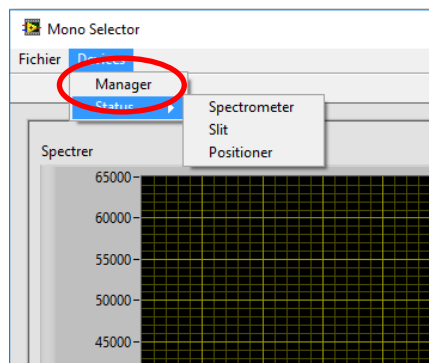 Mono Selector
Fichier Devices
Manager
Status Spectrometer
Slit
Positioner
Spectrer
65000
60000
55000
50000
45000